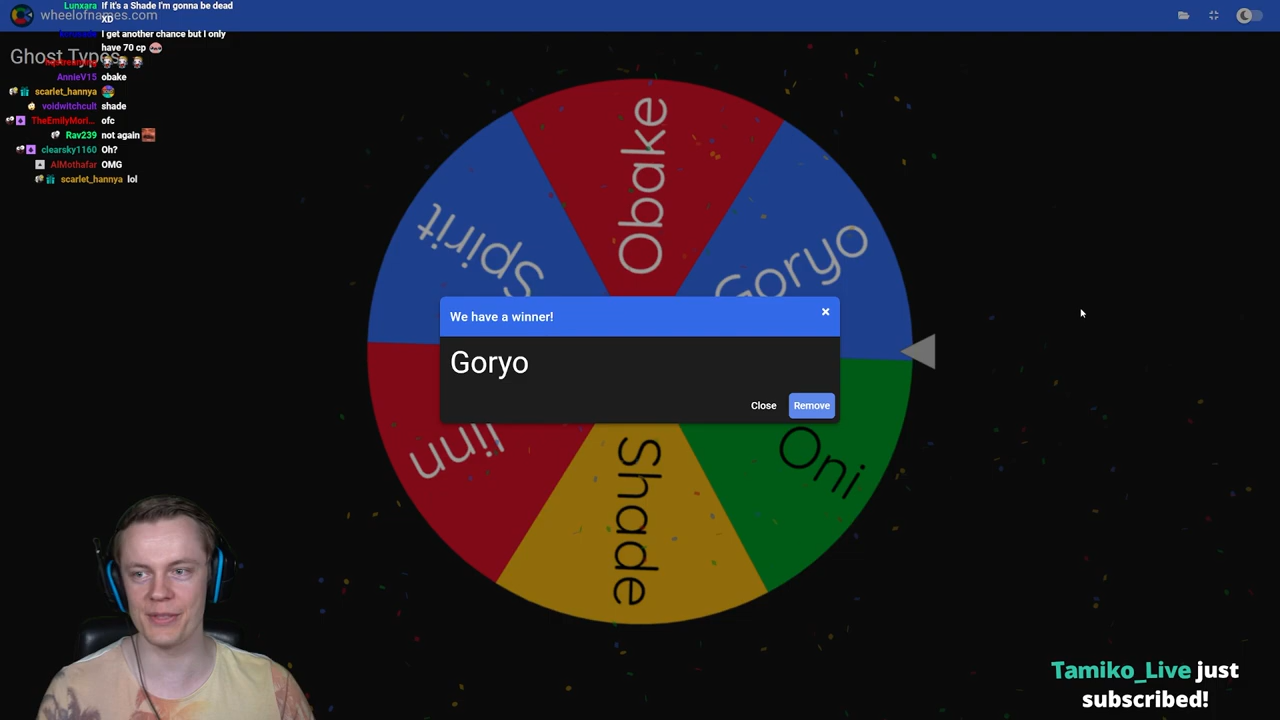 wheelofnames.com
Ghost Types
Lunxara If it's a Shade I'm gonna be dead
XD
I get another chance but I only
have 70 cp
AnnieV15 obake
scarlet_hannya
voidwitchcult shade
TheEmilyMori... ofc
Rav239 not again
clearsky1160 Oh?
AlMothafar OMG
scarlet_hannya lol
Obake
Spirit
Goryo
We have a winner!
×
Goryo
Close
Remove
Jinn
Oni
Shade
Tamiko_Live just
subscribed!